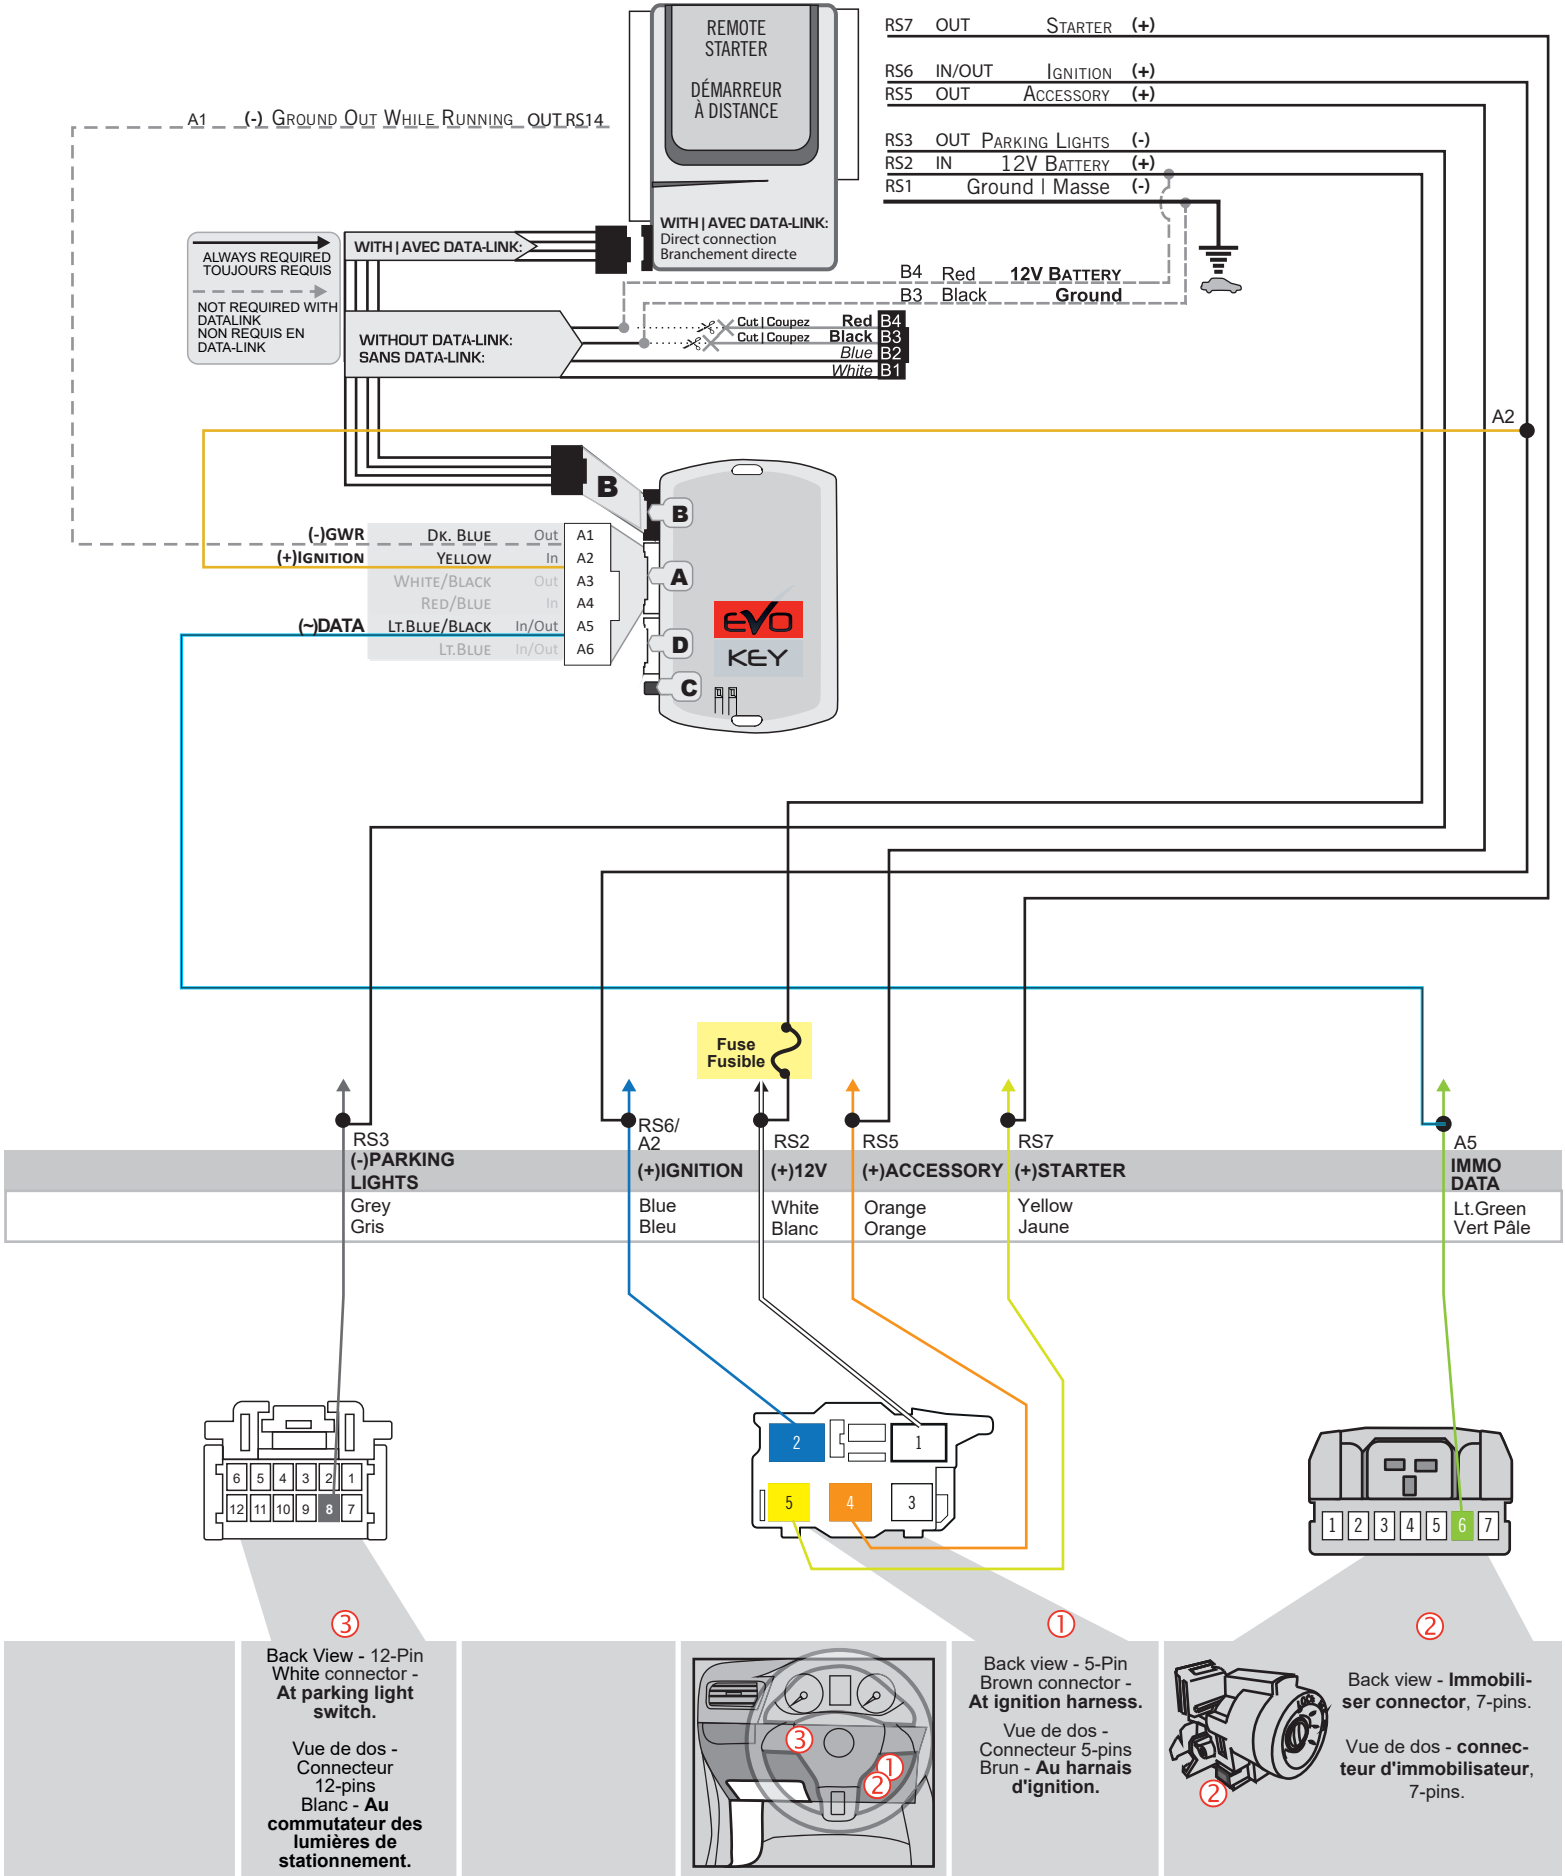 REMOTE
STARTER
DÉMARREUR
À DISTANCE
WITH | AVEC DATA-LINK:
Direct connection
Branchement directe
RS7 OUT STARTER (+)
RS6 IN/OUT IGNITION (+)
RS5 OUT ACCESSORY (+)
RS3 OUT PARKING LIGHTS (-)
RS2 IN 12V BATTERY (+)
RS1 Ground | Masse (-)
A1 (-) GROUND OUT WHILE RUNNING OUT RS14
ALWAYS REQUIRED
TOUJOURS REQUIS
NOT REQUIRED WITH
DATALINK
NON REQUIS EN
DATA-LINK
WITH | AVEC DATA-LINK:
B4 Red 12V BATTERY
B3 Black Ground
WITHOUT DATA-LINK:
SANS DATA-LINK:
Cut | Coupez Red B4
Cut | Coupez Black B3
Blue B2
White B1
A2
B
B
A
D
C
EVO
KEY
(-)GWR DK. BLUE Out A1
(+)IGNITION YELLOW In A2
WHITE/BLACK Out A3
RED/BLUE In A4
(~)DATA LT.BLUE/BLACK In/Out A5
LT.BLUE In/Out A6
Fuse
Fusible
RS3
(-)PARKING
LIGHTS
Grey
Gris
RS6/
A2
(+)IGNITION
Blue
Bleu
RS2
(+)12V
White
Blanc
RS5
(+)ACCESSORY
Orange
Orange
RS7
(+)STARTER
Yellow
Jaune
A5
IMMO
DATA
Lt.Green
Vert Pâle
6 5 4 3 2 1
12 11 10 9 8 7
2 1
5 4 3
1 2 3 4 5 6 7
3
Back View - 12-Pin
White connector -
At parking light
switch.
Vue de dos -
Connecteur
12-pins
Blanc - Au
commutateur des
lumières de
stationnement.
3
1
2
1
Back view - 5-Pin
Brown connector -
At ignition harness.
Vue de dos -
Connecteur 5-pins
Brun - Au harnais
d'ignition.
2
LOCK
2
Back view - Immobili-
ser connector, 7-pins.
Vue de dos - connec-
teur d'immobilisateur,
7-pins.